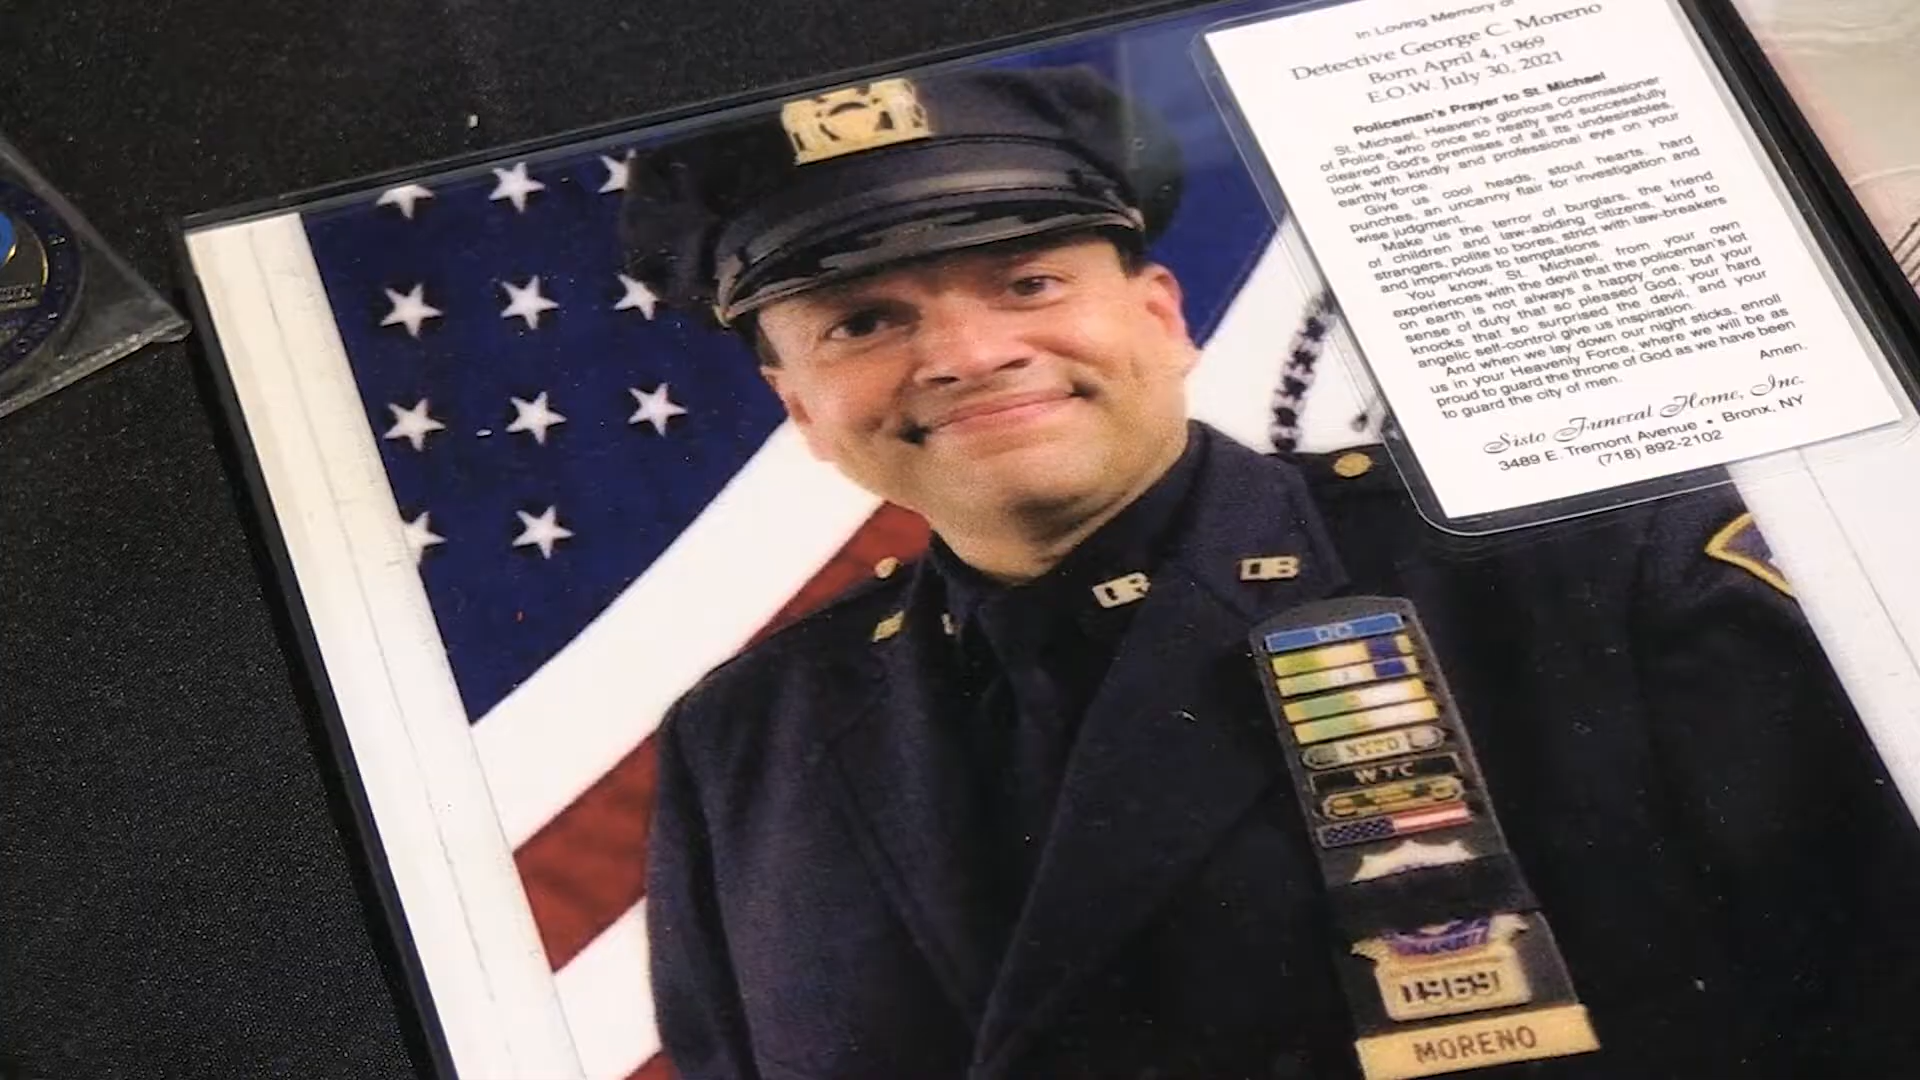 In Loving Memory of
Detective George C. Moreno
Born April 4, 1969
E.O.W. July 30, 2021
Policeman's Prayer to St. Michael
St. Michael, Heaven's glorious Commissioner
of Police, who once so neatly and successfully
cleared God's premises of all its undesirables,
look with kindly and professional eye on your
earthly force.
Give us cool heads, stout hearts, hard
punches, an uncanny flair for investigation and
wise judgment.
Make us the terror of burglars, the friend
of children and law-abiding citizens, kind to
strangers, polite to bores, strict with law-breakers
and impervious to temptations.
You know, St. Michael, from your own
experiences with the devil that the policeman's lot
on earth is not always a happy one; but your
sense of duty that so pleased God, your hard
knocks that so surprised the devil, and your
angelic self-control give us inspiration.
And when we lay down our night sticks, enroll
us in your Heavenly Force, where we will be as
proud to guard the throne of God as we have been
to guard the city of men.
Amen.
Sisto Funeral Home, Inc.
3489 E. Tremont Avenue • Bronx, NY
(718) 892-2102
DB
DB
NYPD
WTC
MORENO